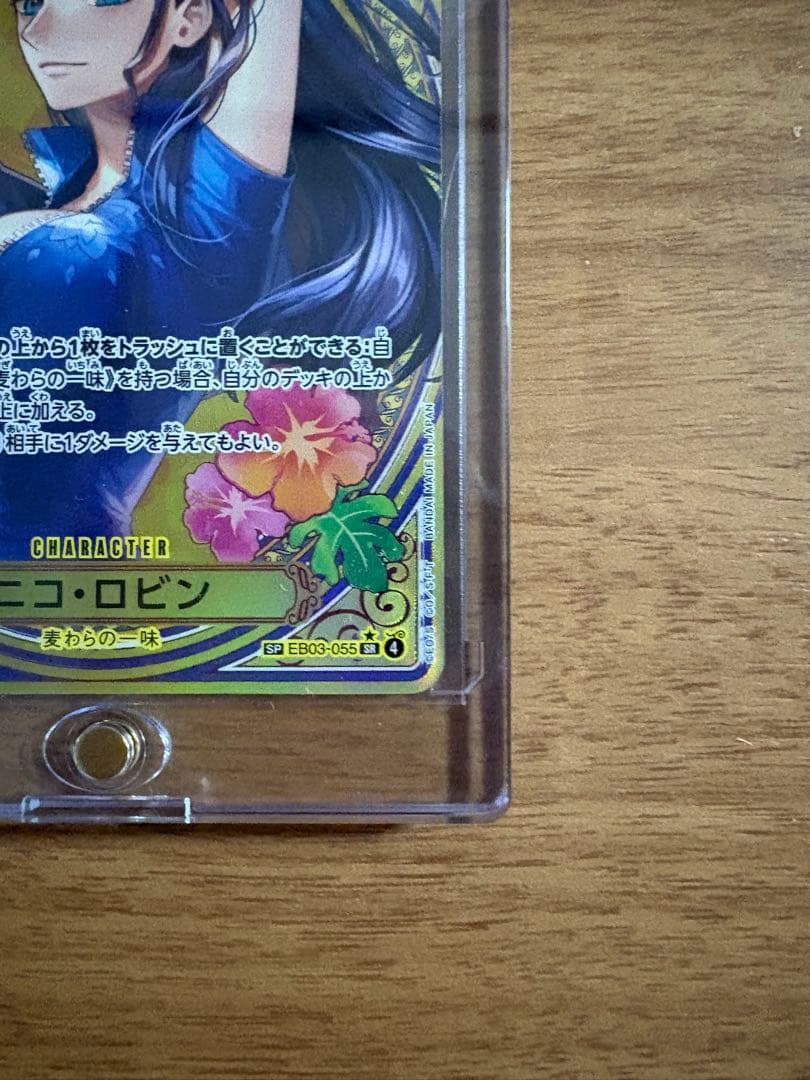 の上から1枚をトラッシュに置くことができる:自
麦わらの一味》を持つ場合、自分のデッキの上か
上に加える。
相手に1ダメージを与えてもよい。
CHARACTER
ニコ・ロビン
麦わらの一味
SP EB03-055 SR 4
BANDAI MADE IN JAPAN